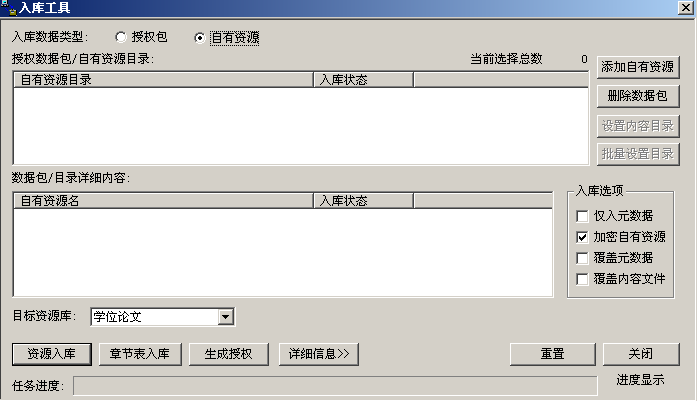 入库工具
入库数据类型: 授权包 自有资源
授权数据包/自有资源目录: 当前选择总数 0 添加自有资源
自有资源目录 入库状态
删除数据包
设置内容目录
批量设置目录
数据包/目录详细内容:
自有资源名 入库状态 入库选项
仅入元数据
加密自有资源
覆盖元数据
覆盖内容文件
目标资源库: 学位论文
资源入库 章节表入库 生成授权 详细信息>> 重置 关闭
任务进度: 进度显示